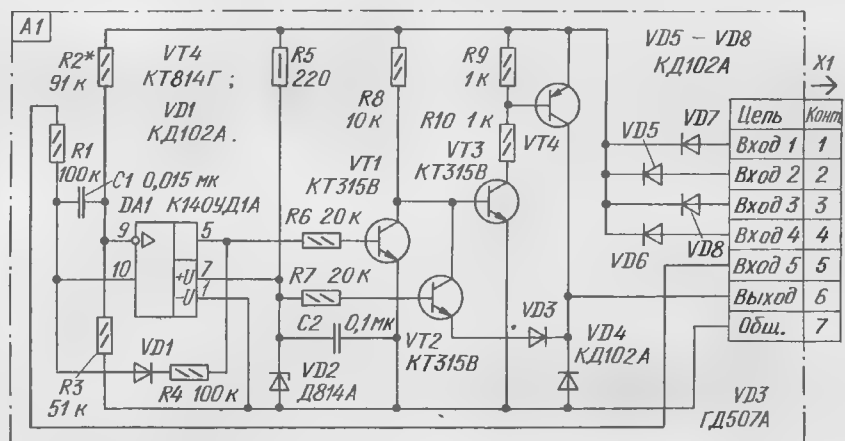 А1
R2*
91 к
VT4
КТ814Г ;
VD1
КД102А.
R5
220
R8
10 к
R9
1 к
R10 1 к
VT4
VD5 – VD8
КД102А
X1
Цепь Конт
Вход 1 1
Вход 2 2
Вход 3 3
Вход 4 4
Вход 5 5
Выход 6
Общ. 7
VD7
VD5
VD6
VD8
R1
100 к
C1 0,015 мк
DA1 К140УД1А
9
10
5
7
1
+U
–U
VT1
КТ315В
VT3
КТ315В
R6 20 к
R7 20 к
C2 0,1 мк
VT2
КТ315В
VD3
VD4
КД102А
R3
51 к
VD1
R4 100 к
VD2
Д814А
VD3
ГД507А